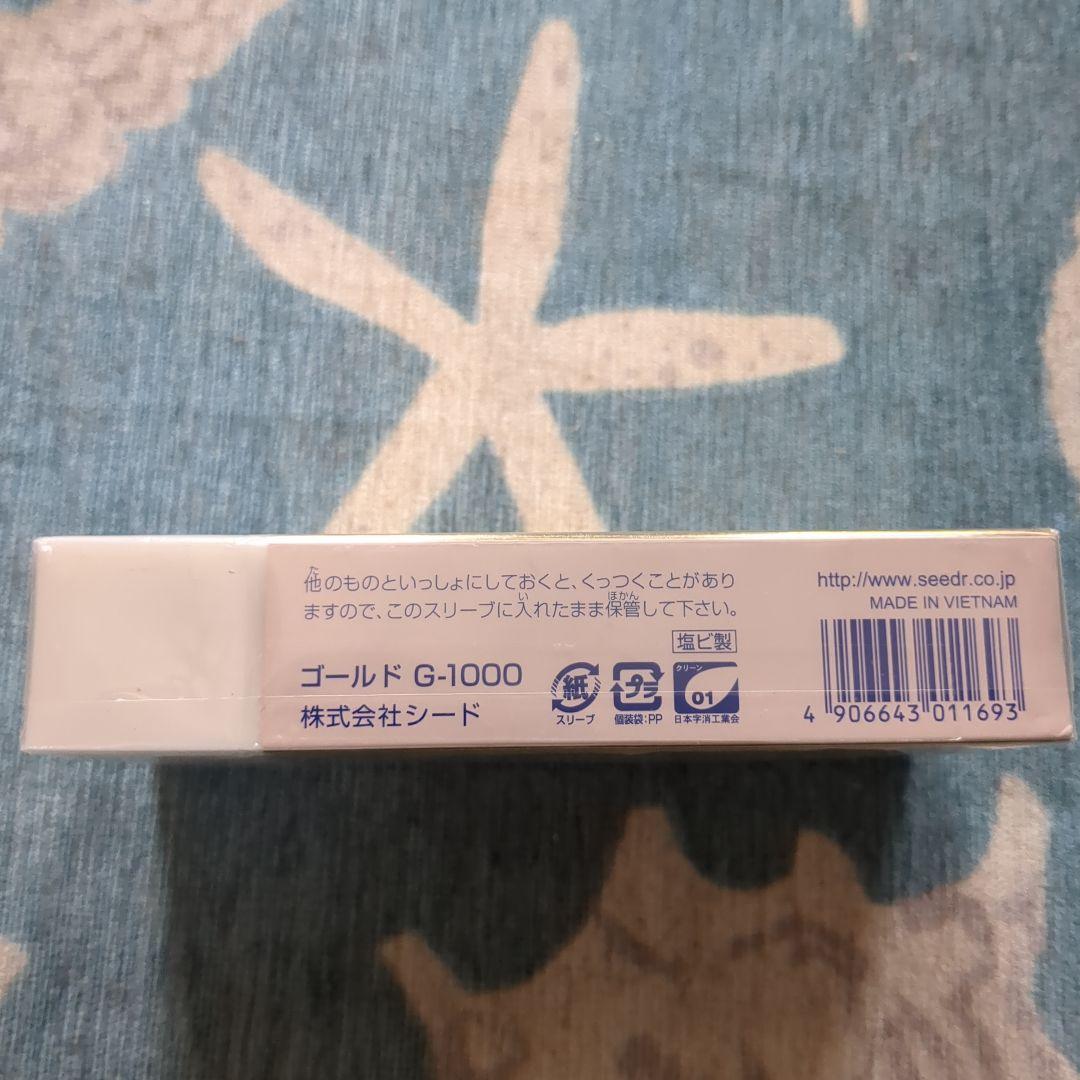 他のものといっしょにしておくと、くっつくことがあり
ますので、このスリーブに入れたまま保管して下さい。
塩ビ製
ゴールド G-1000
株式会社シード
紙
スリーブ
プラ
個装袋:PP
クリーン
01
日本字消工業会
http://www.seedr.co.jp
MADE IN VIETNAM
4 906643 011693